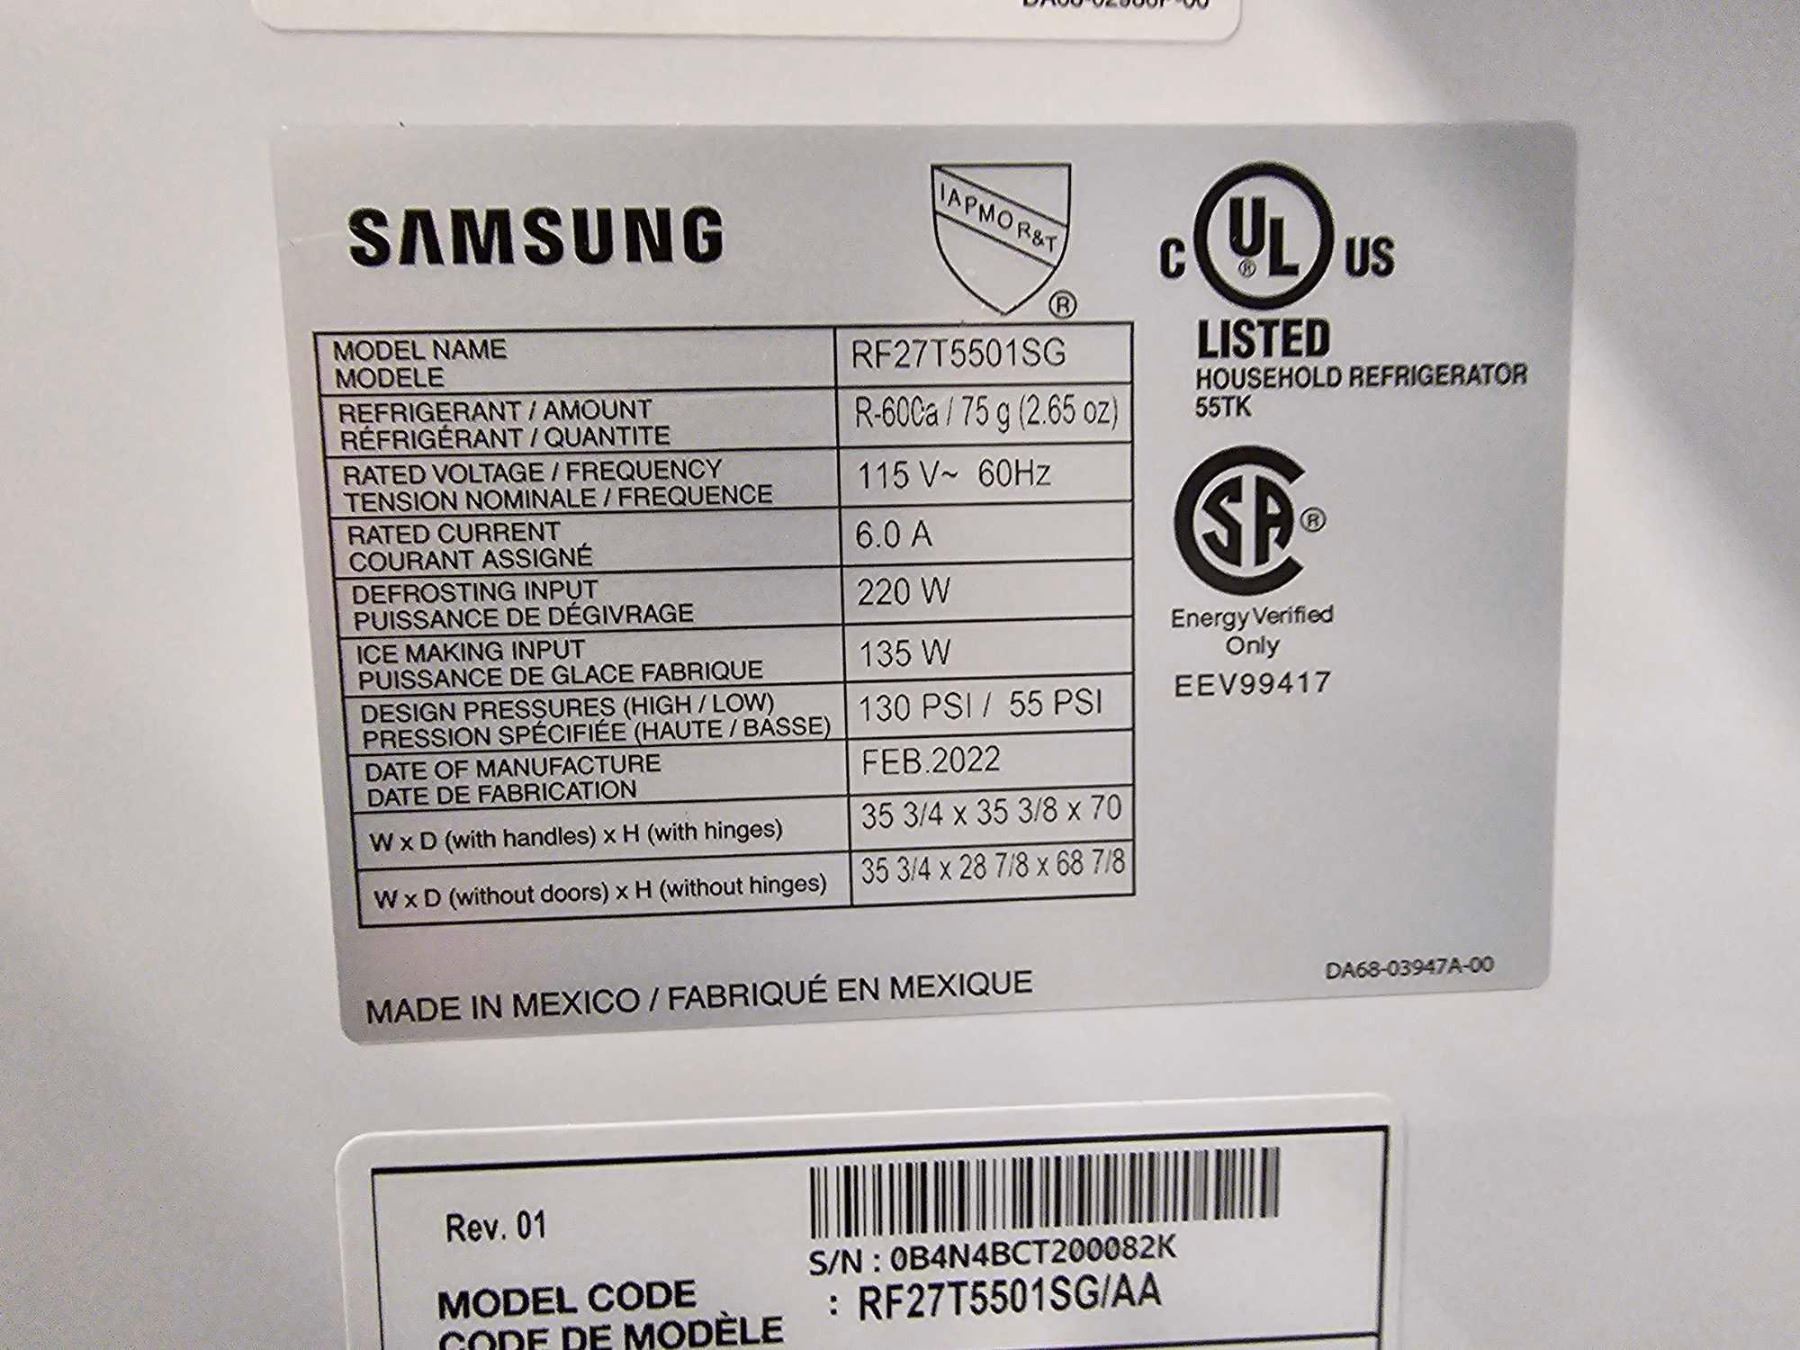 SAMSUNG
IAPMO R&T
®
C UL US
®
LISTED
HOUSEHOLD REFRIGERATOR
55TK
MODEL NAME
MODELE
RF27T5501SG
REFRIGERANT / AMOUNT
RÉFRIGÉRANT / QUANTITE
R-600a / 75 g (2.65 oz)
RATED VOLTAGE / FREQUENCY
TENSION NOMINALE / FREQUENCE
115 V~ 60Hz
RATED CURRENT
COURANT ASSIGNÉ
6.0 A
DEFROSTING INPUT
PUISSANCE DE DÉGIVRAGE
220 W
ICE MAKING INPUT
PUISSANCE DE GLACE FABRIQUE
135 W
DESIGN PRESSURES (HIGH / LOW)
PRESSION SPÉCIFIÉE (HAUTE / BASSE)
130 PSI / 55 PSI
DATE OF MANUFACTURE
DATE DE FABRICATION
FEB.2022
W x D (with handles) x H (with hinges)
35 3/4 x 35 3/8 x 70
W x D (without doors) x H (without hinges)
35 3/4 x 28 7/8 x 68 7/8
CSA®
Energy Verified
Only
EEV99417
MADE IN MEXICO / FABRIQUÉ EN MEXIQUE
DA68-03947A-00
Rev. 01
S/N : 0B4N4BCT200082K
MODEL CODE : RF27T5501SG/AA
CODE DE MODÈLE